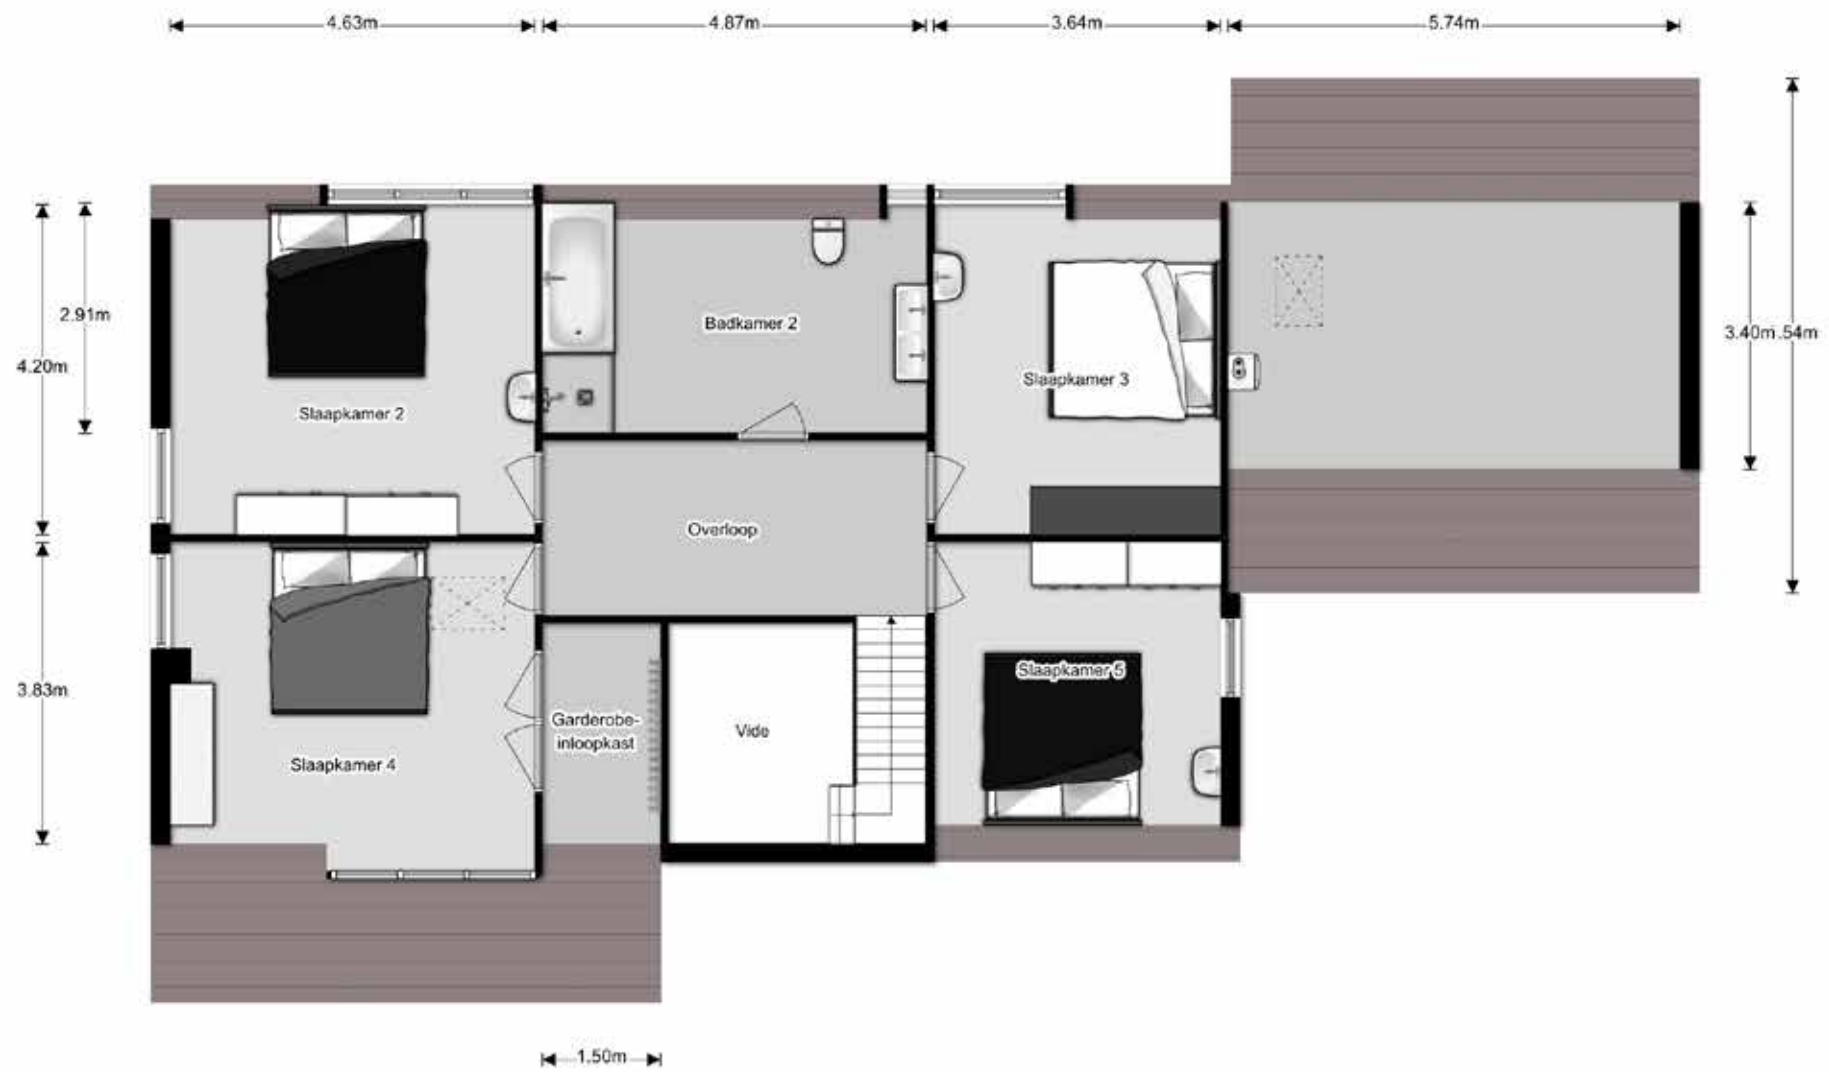 4.63m
4.87m
3.64m
5.74m
2.91m
4.20m
3.40m
.54m
Badkamer 2
Slaapkamer 3
Slaapkamer 2
Overloop
Slaapkamer 5
3.83m
Garderobe-
inloopkast
Vide
Slaapkamer 4
1.50m